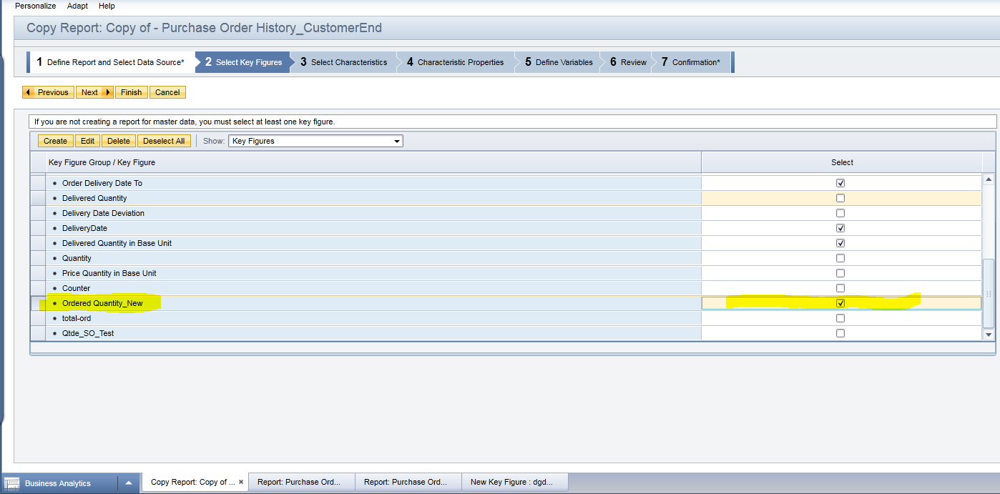 Personalize Adapt Help
Copy Report: Copy of - Purchase Order History_CustomerEnd
1 Define Report and Select Data Source* 2 Select Key Figures 3 Select Characteristics 4 Characteristic Properties 5 Define Variables 6 Review 7 Confirmation*
Previous Next Finish Cancel
If you are not creating a report for master data, you must select at least one key figure.
Create Edit Delete Deselect All Show: Key Figures
Key Figure Group / Key Figure Select
Order Delivery Date To
Delivered Quantity
Delivery Date Deviation
DeliveryDate
Delivered Quantity in Base Unit
Quantity
Price Quantity in Base Unit
Counter
Ordered Quantity_New
total-ord
Qtde_SO_Test
Business Analytics Copy Report: Copy of ... Report: Purchase Ord... Report: Purchase Ord... New Key Figure : dgd...